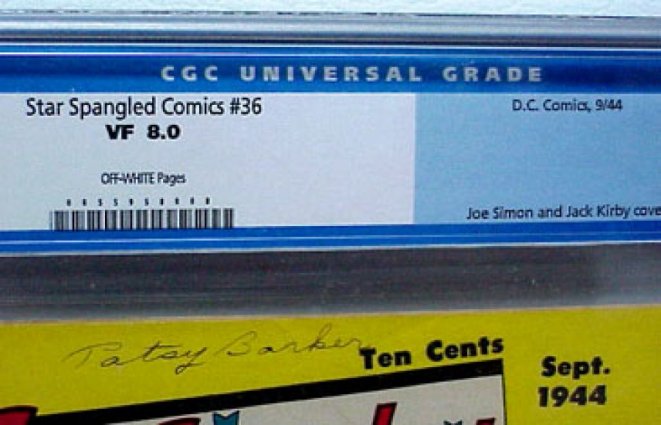 CGC UNIVERSAL GRADE
Star Spangled Comics #36
VF 8.0
D.C. Comics, 9/44
OFF-WHITE Pages
Joe Simon and Jack Kirby cove
Patsy Barker
Ten Cents
Sept.
1944